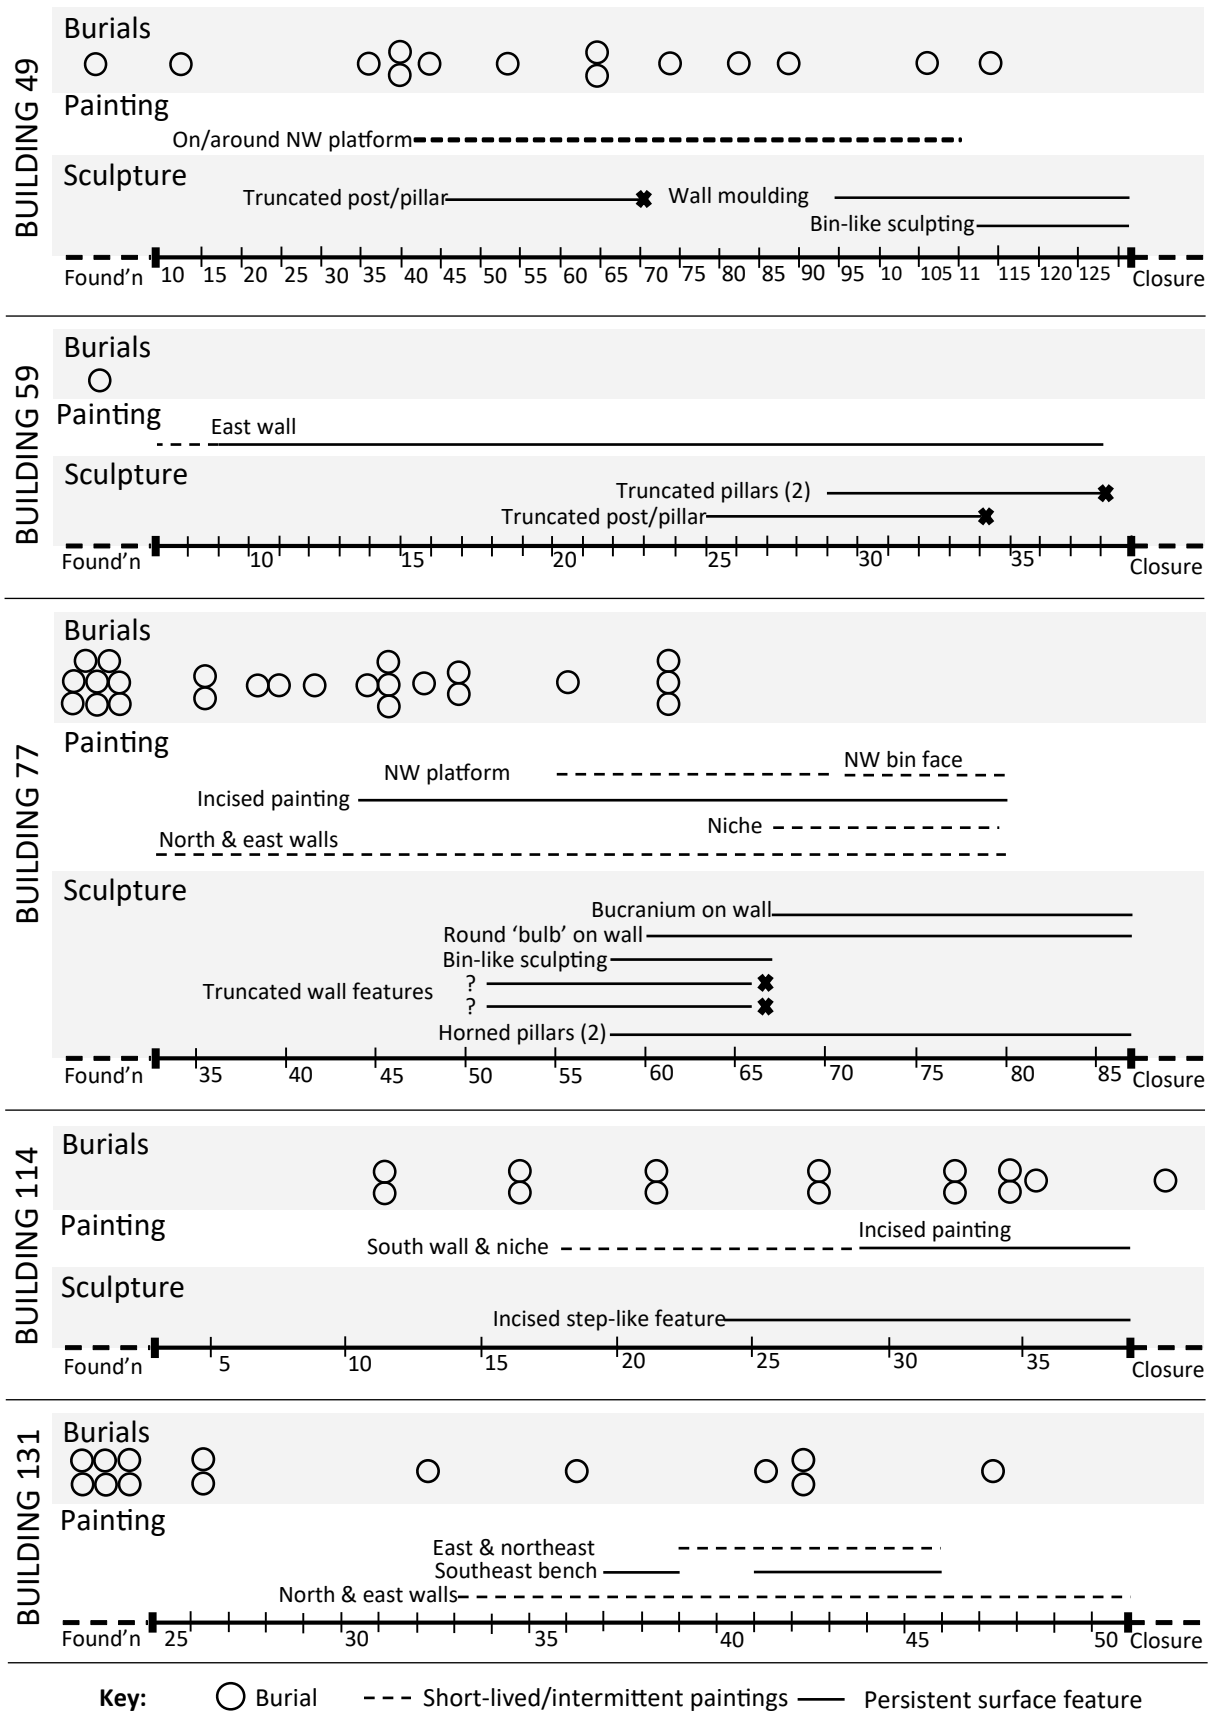 BUILDING 49
Burials
Painting
On/around NW platform
Sculpture
Truncated post/pillar Wall moulding
Bin-like sculpting
Found'n 10 15 20 25 30 35 40 45 50 55 60 65 70 75 80 85 90 95 10 105 11 115 120 125 Closure
BUILDING 59
Burials
Painting
East wall
Sculpture
Truncated pillars (2)
Truncated post/pillar
Found'n 10 15 20 25 30 35 Closure
BUILDING 77
Burials
Painting
NW bin face
NW platform
Incised painting
Niche
North & east walls
Sculpture
Bucranium on wall
Round 'bulb' on wall
Bin-like sculpting
?
Truncated wall features
?
Horned pillars (2)
Found'n 35 40 45 50 55 60 65 70 75 80 85 Closure
BUILDING 114
Burials
Painting
Incised painting
South wall & niche
Sculpture
Incised step-like feature
Found'n 5 10 15 20 25 30 35 Closure
BUILDING 131
Burials
Painting
East & northeast
Southeast bench
North & east walls
Found'n 25 30 35 40 45 50 Closure
Key: Burial Short-lived/intermittent paintings Persistent surface feature